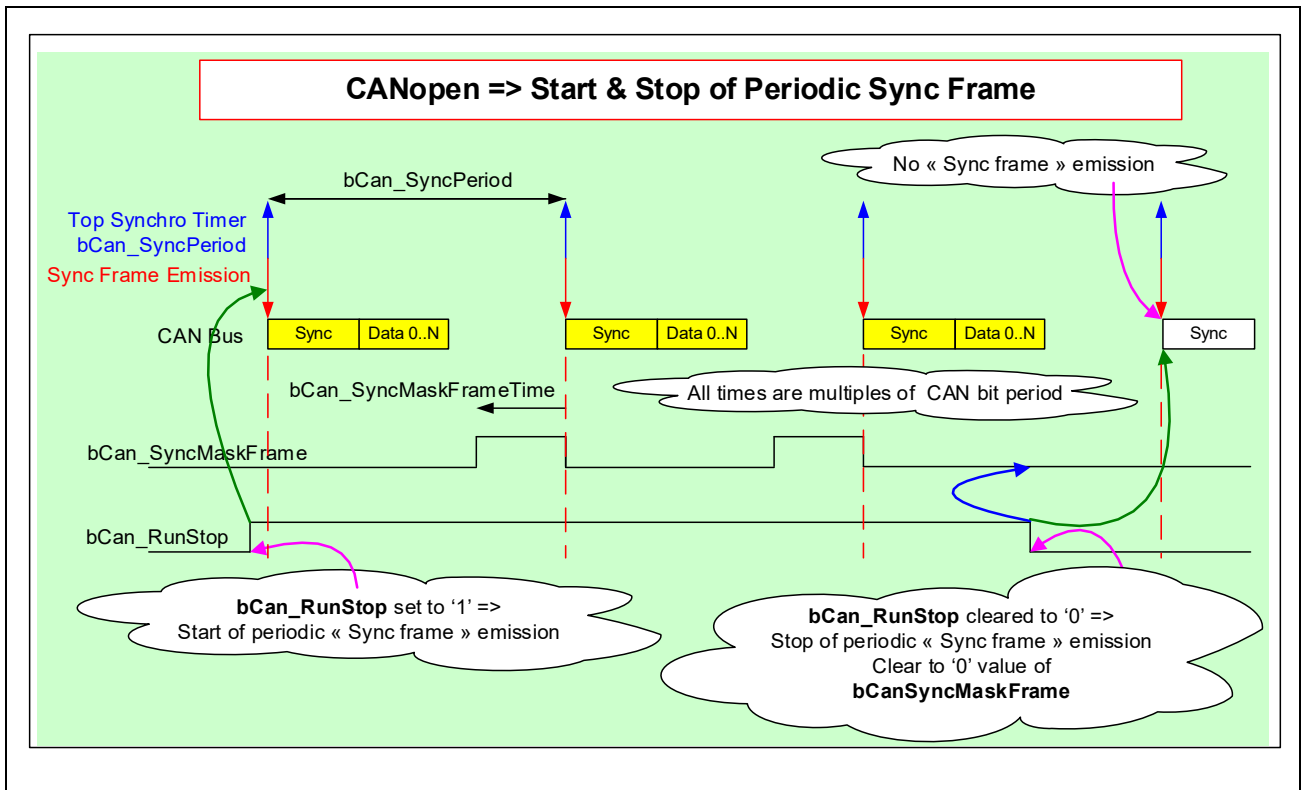 CANopen => Start & Stop of Periodic Sync Frame
No « Sync frame » emission
bCan_SyncPeriod
Top Synchro Timer
bCan_SyncPeriod
Sync Frame Emission
CAN Bus
Sync
Data 0..N
Sync
Data 0..N
Sync
Data 0..N
Sync
bCan_SyncMaskFrameTime
All times are multiples of CAN bit period
bCan_SyncMaskFrame
bCan_RunStop
bCan_RunStop set to ‘1’ =>
Start of periodic « Sync frame » emission
bCan_RunStop cleared to ‘0’ =>
Stop of periodic « Sync frame » emission
Clear to ‘0’ value of
bCanSyncMaskFrame